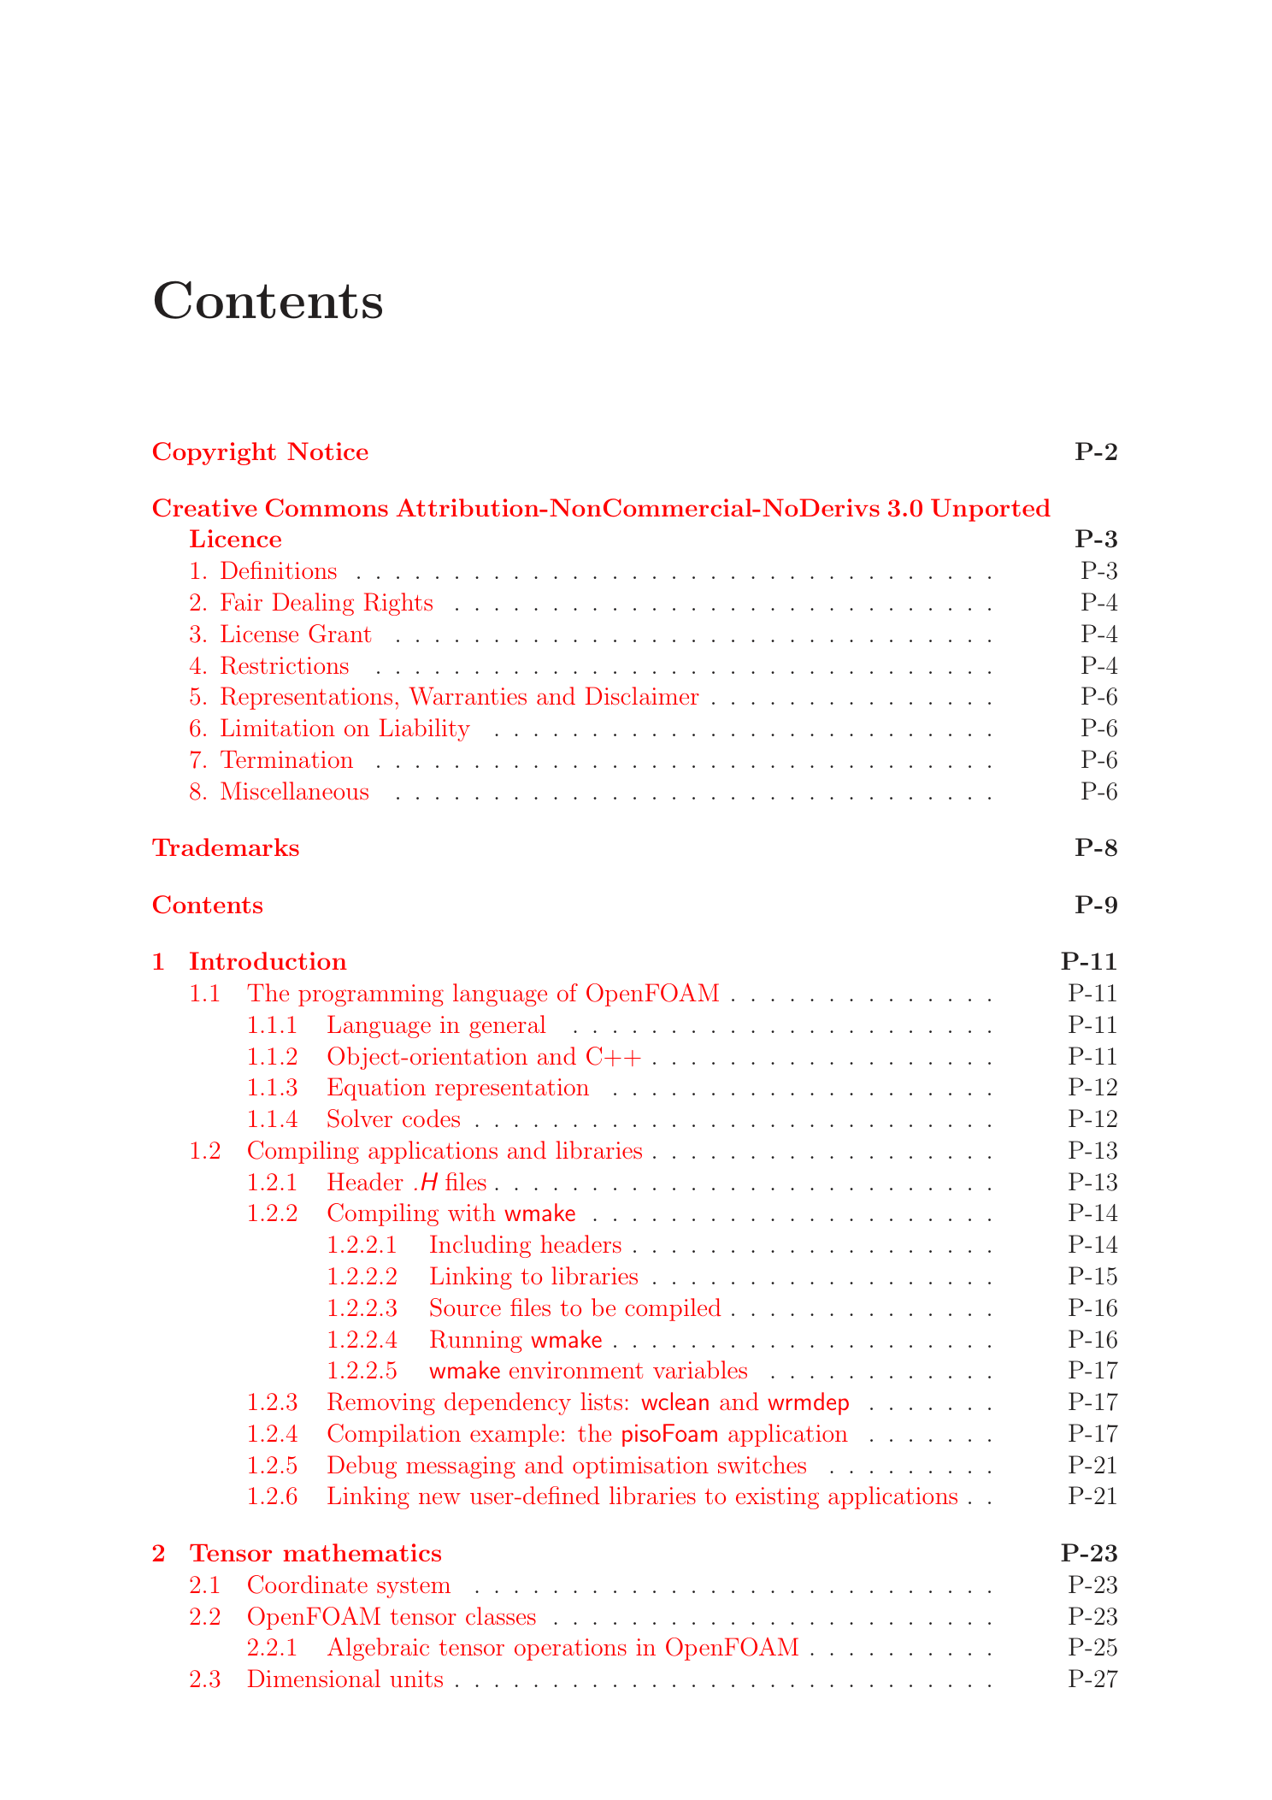 Contents
Copyright Notice P-2
Creative Commons Attribution-NonCommercial-NoDerivs 3.0 Unported
Licence P-3
1. Definitions . . . . . . . . . . . . . . . . . . . . . . . . . . . . . . . . . P-3
2. Fair Dealing Rights . . . . . . . . . . . . . . . . . . . . . . . . . . . . P-4
3. License Grant . . . . . . . . . . . . . . . . . . . . . . . . . . . . . . . P-4
4. Restrictions . . . . . . . . . . . . . . . . . . . . . . . . . . . . . . . . P-4
5. Representations, Warranties and Disclaimer . . . . . . . . . . . . . . . P-6
6. Limitation on Liability . . . . . . . . . . . . . . . . . . . . . . . . . . P-6
7. Termination . . . . . . . . . . . . . . . . . . . . . . . . . . . . . . . . P-6
8. Miscellaneous . . . . . . . . . . . . . . . . . . . . . . . . . . . . . . . P-6
Trademarks P-8
Contents P-9
1 Introduction P-11
1.1 The programming language of OpenFOAM . . . . . . . . . . . . . . P-11
1.1.1 Language in general . . . . . . . . . . . . . . . . . . . . . . P-11
1.1.2 Object-orientation and C++ . . . . . . . . . . . . . . . . . . P-11
1.1.3 Equation representation . . . . . . . . . . . . . . . . . . . . P-12
1.1.4 Solver codes . . . . . . . . . . . . . . . . . . . . . . . . . . . P-12
1.2 Compiling applications and libraries . . . . . . . . . . . . . . . . . . P-13
1.2.1 Header .H files . . . . . . . . . . . . . . . . . . . . . . . . . . P-13
1.2.2 Compiling with wmake . . . . . . . . . . . . . . . . . . . . . P-14
1.2.2.1 Including headers . . . . . . . . . . . . . . . . . . . P-14
1.2.2.2 Linking to libraries . . . . . . . . . . . . . . . . . . P-15
1.2.2.3 Source files to be compiled . . . . . . . . . . . . . . P-16
1.2.2.4 Running wmake . . . . . . . . . . . . . . . . . . . . P-16
1.2.2.5 wmake environment variables . . . . . . . . . . . . P-17
1.2.3 Removing dependency lists: wclean and wrmdep . . . . . . . P-17
1.2.4 Compilation example: the pisoFoam application . . . . . . . P-17
1.2.5 Debug messaging and optimisation switches . . . . . . . . . P-21
1.2.6 Linking new user-defined libraries to existing applications . . P-21
2 Tensor mathematics P-23
2.1 Coordinate system . . . . . . . . . . . . . . . . . . . . . . . . . . . P-23
2.2 OpenFOAM tensor classes . . . . . . . . . . . . . . . . . . . . . . . P-23
2.2.1 Algebraic tensor operations in OpenFOAM . . . . . . . . . . P-25
2.3 Dimensional units . . . . . . . . . . . . . . . . . . . . . . . . . . . . P-27